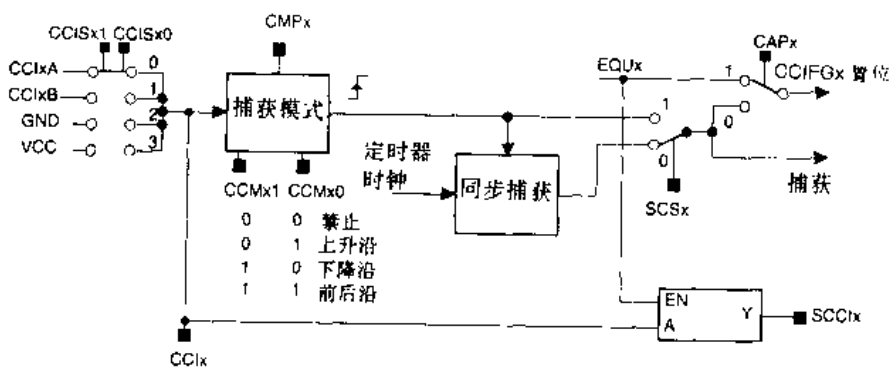 CCISx1 CCISx0
CMPx
CAPx
CCIxA 0
CCIxB 1
GND 2
VCC 3
捕获模式
EQUx
1
CCIFGx 置位
1
0
定时器
时钟
同步捕获
0
捕获
SCSx
CCMx1 CCMx0
0 0 禁止
0 1 上升沿
1 0 下降沿
1 1 前后沿
EN
A
Y
SCCIx
CCIx